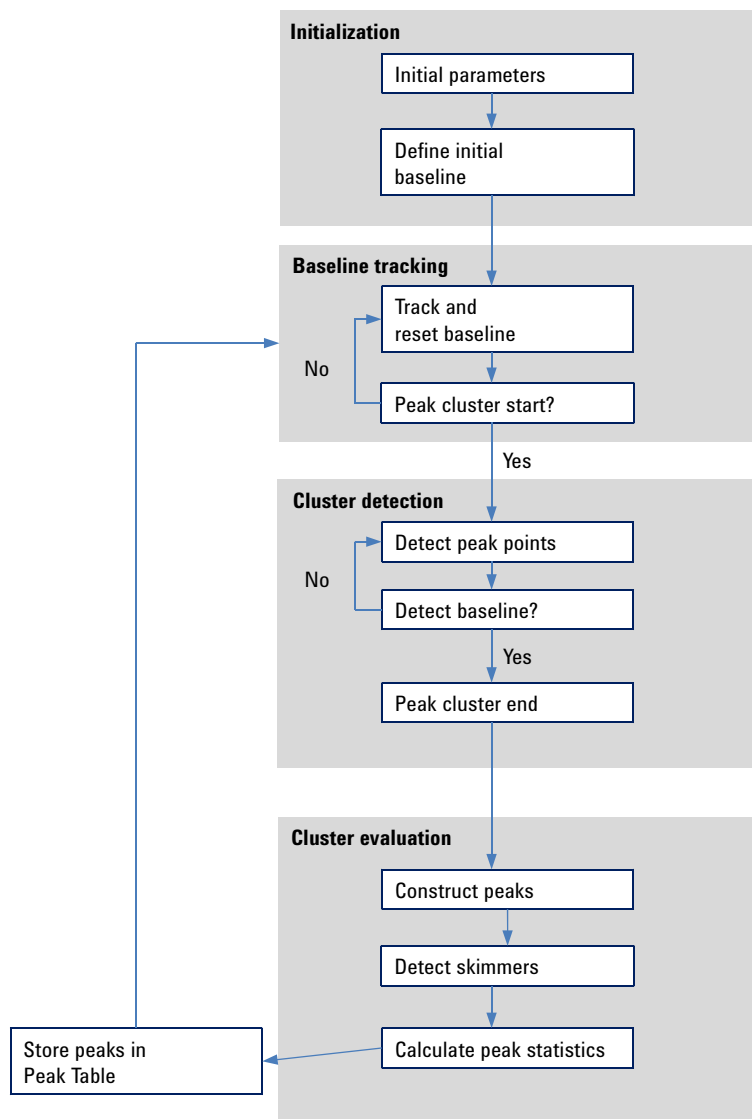 Initialization
Initial parameters
Define initial
baseline
Baseline tracking
Track and
reset baseline
No
Peak cluster start?
Yes
Cluster detection
Detect peak points
No
Detect baseline?
Yes
Peak cluster end
Cluster evaluation
Construct peaks
Detect skimmers
Calculate peak statistics
Store peaks in
Peak Table